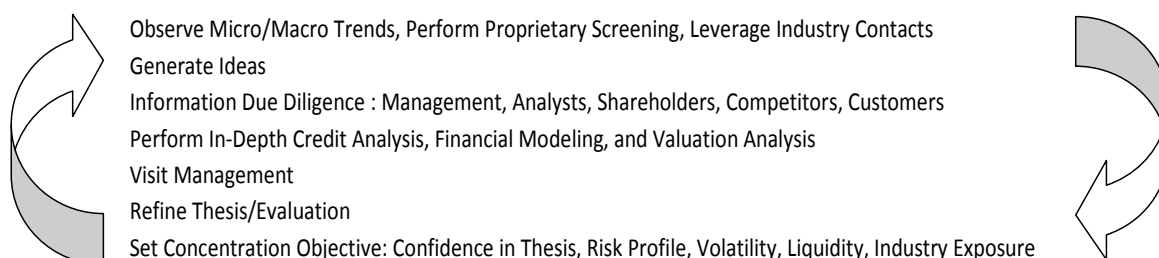 Observe Micro/Macro Trends, Perform Proprietary Screening, Leverage Industry Contacts
Generate Ideas
Information Due Diligence : Management, Analysts, Shareholders, Competitors, Customers
Perform In-Depth Credit Analysis, Financial Modeling, and Valuation Analysis
Visit Management
Refine Thesis/Evaluation
Set Concentration Objective: Confidence in Thesis, Risk Profile, Volatility, Liquidity, Industry Exposure